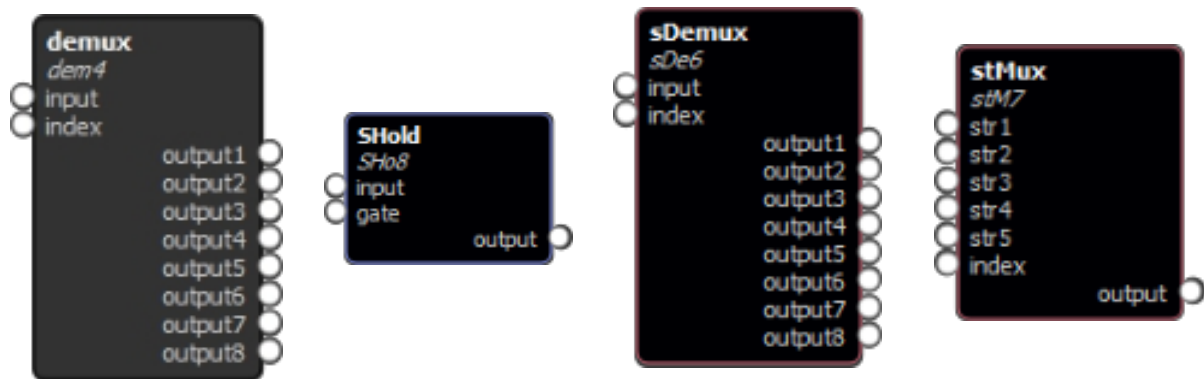 demux
dem4
input
index
output1
output2
output3
output4
output5
output6
output7
output8
SHold
SHo8
input
gate
output
sDemux
sDe6
input
index
output1
output2
output3
output4
output5
output6
output7
output8
stMux
stM7
str1
str2
str3
str4
str5
index
output